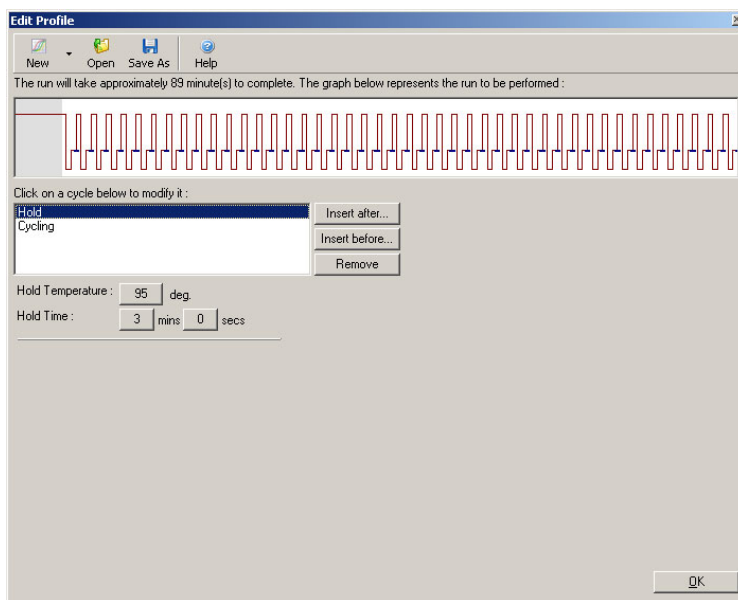 Edit Profile
New Open Save As Help
The run will take approximately 89 minute(s) to complete. The graph below represents the run to be performed :
Click on a cycle below to modify it :
Hold
Cycling
Insert after...
Insert before...
Remove
Hold Temperature : 95 deg.
Hold Time : 3 mins 0 secs
OK